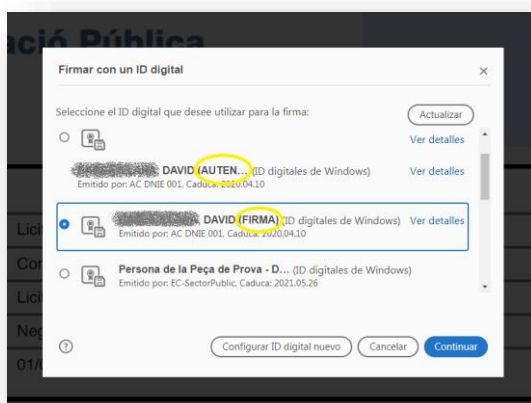 ació Pública
Firmar con un ID digital
Seleccione el ID digital que desee utilizar para la firma:
Actualizar
Ver detalles
DAVID (AUTEN... (ID digitales de Windows) Ver detalles
Emitido por: AC DNIE 001, Caduca: 2020.04.10
DAVID (FIRMA) (ID digitales de Windows) Ver detalles
Emitido por: AC DNIE 001, Caduca: 2020.04.10
Persona de la Peça de Prova - D... (ID digitales de Windows)
Emitido por: EC-SectorPublic, Caduca: 2021.05.26
Lici
Lici
Neg
01/
Configurar ID digital nuevo
Cancelar
Continuar